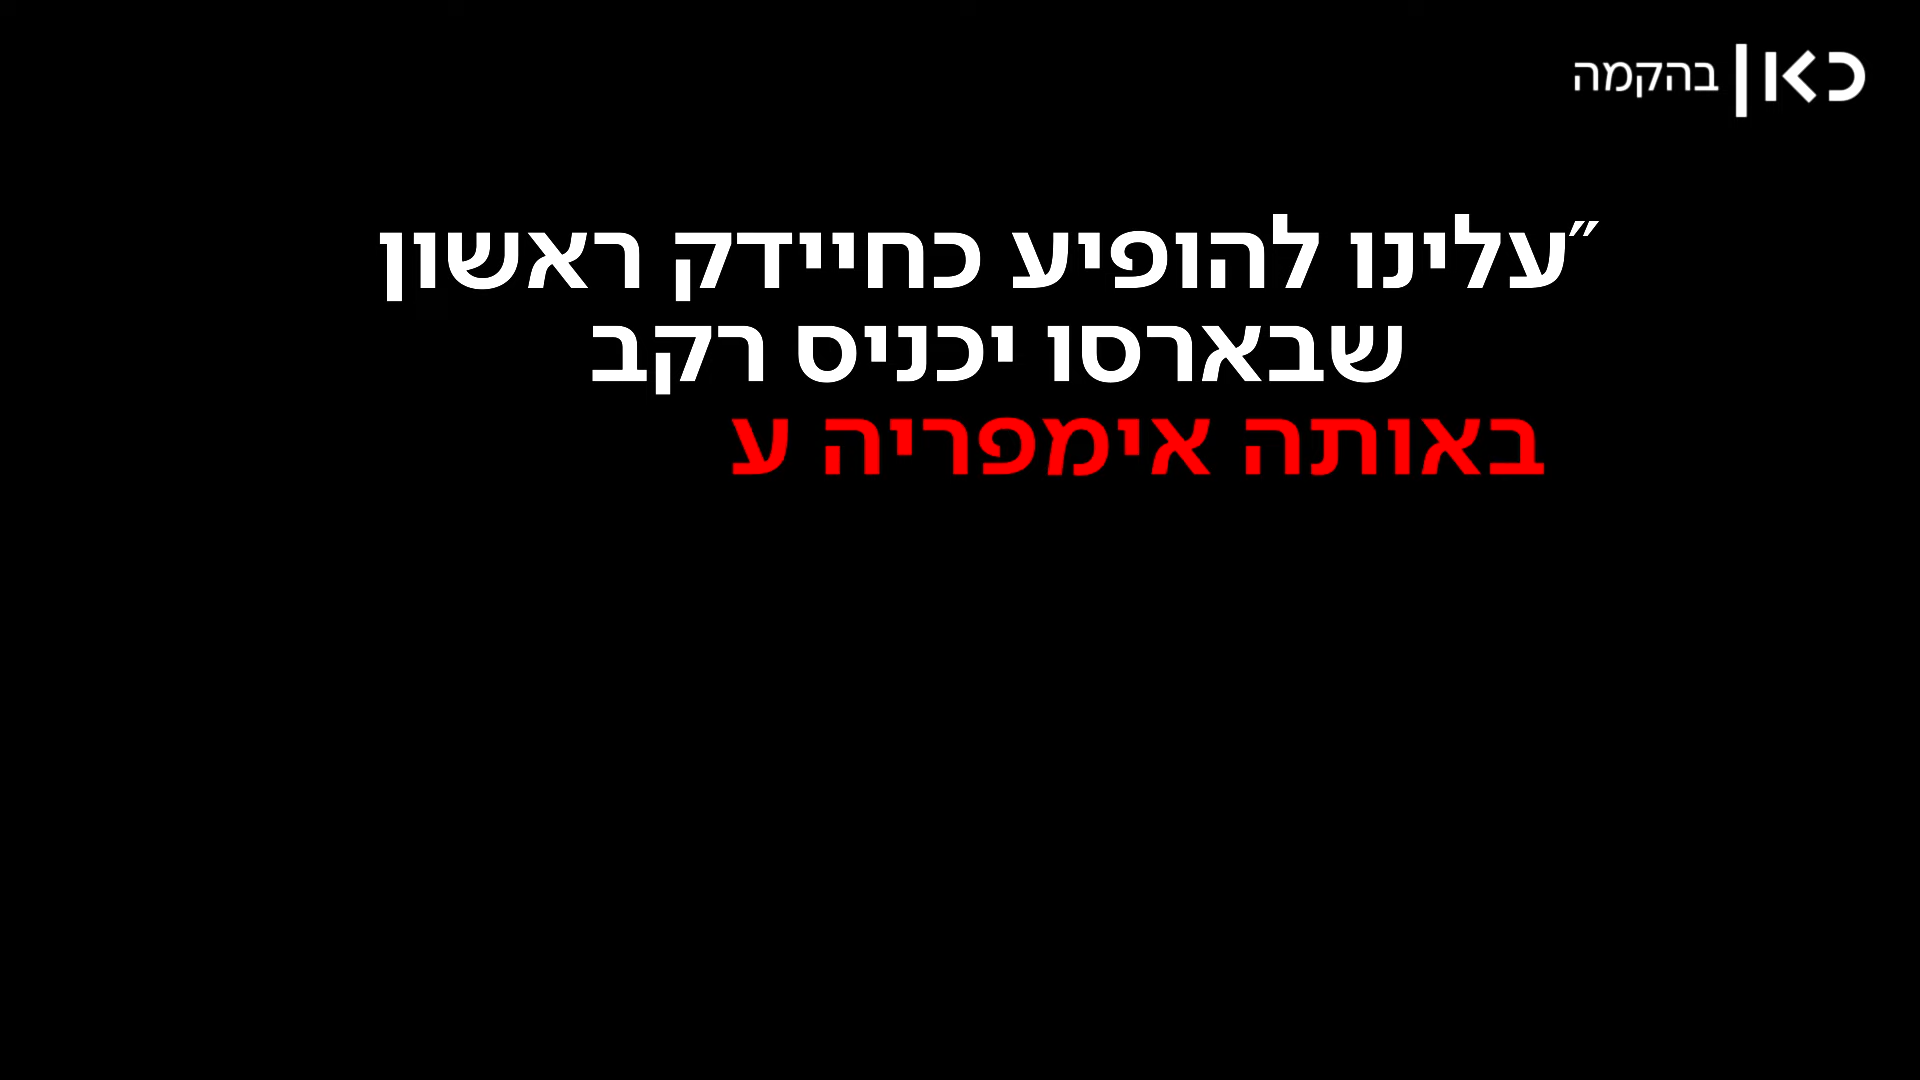 כאן | בהקמה
״עלינו להופיע כחיידק ראשון
שבארסו יכניס רקב
באותה אימפריה ע